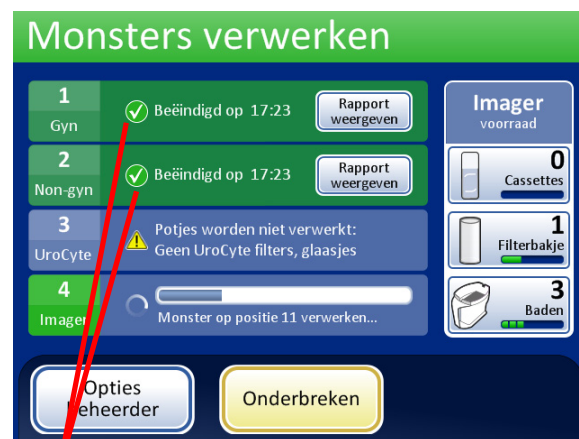 Monsters verwerken
1
Gyn
Beëindigd op 17:23
Rapport
weergeven
2
Non-gyn
Beëindigd op 17:23
Rapport
weergeven
3
UroCyte
Potjes worden niet verwerkt:
Geen UroCyte filters, glaasjes
4
Imager
Monster op positie 11 verwerken...
Imager
voorraad
0
Cassettes
1
Filterbakje
3
Baden
Opties
beheerder
Onderbreken